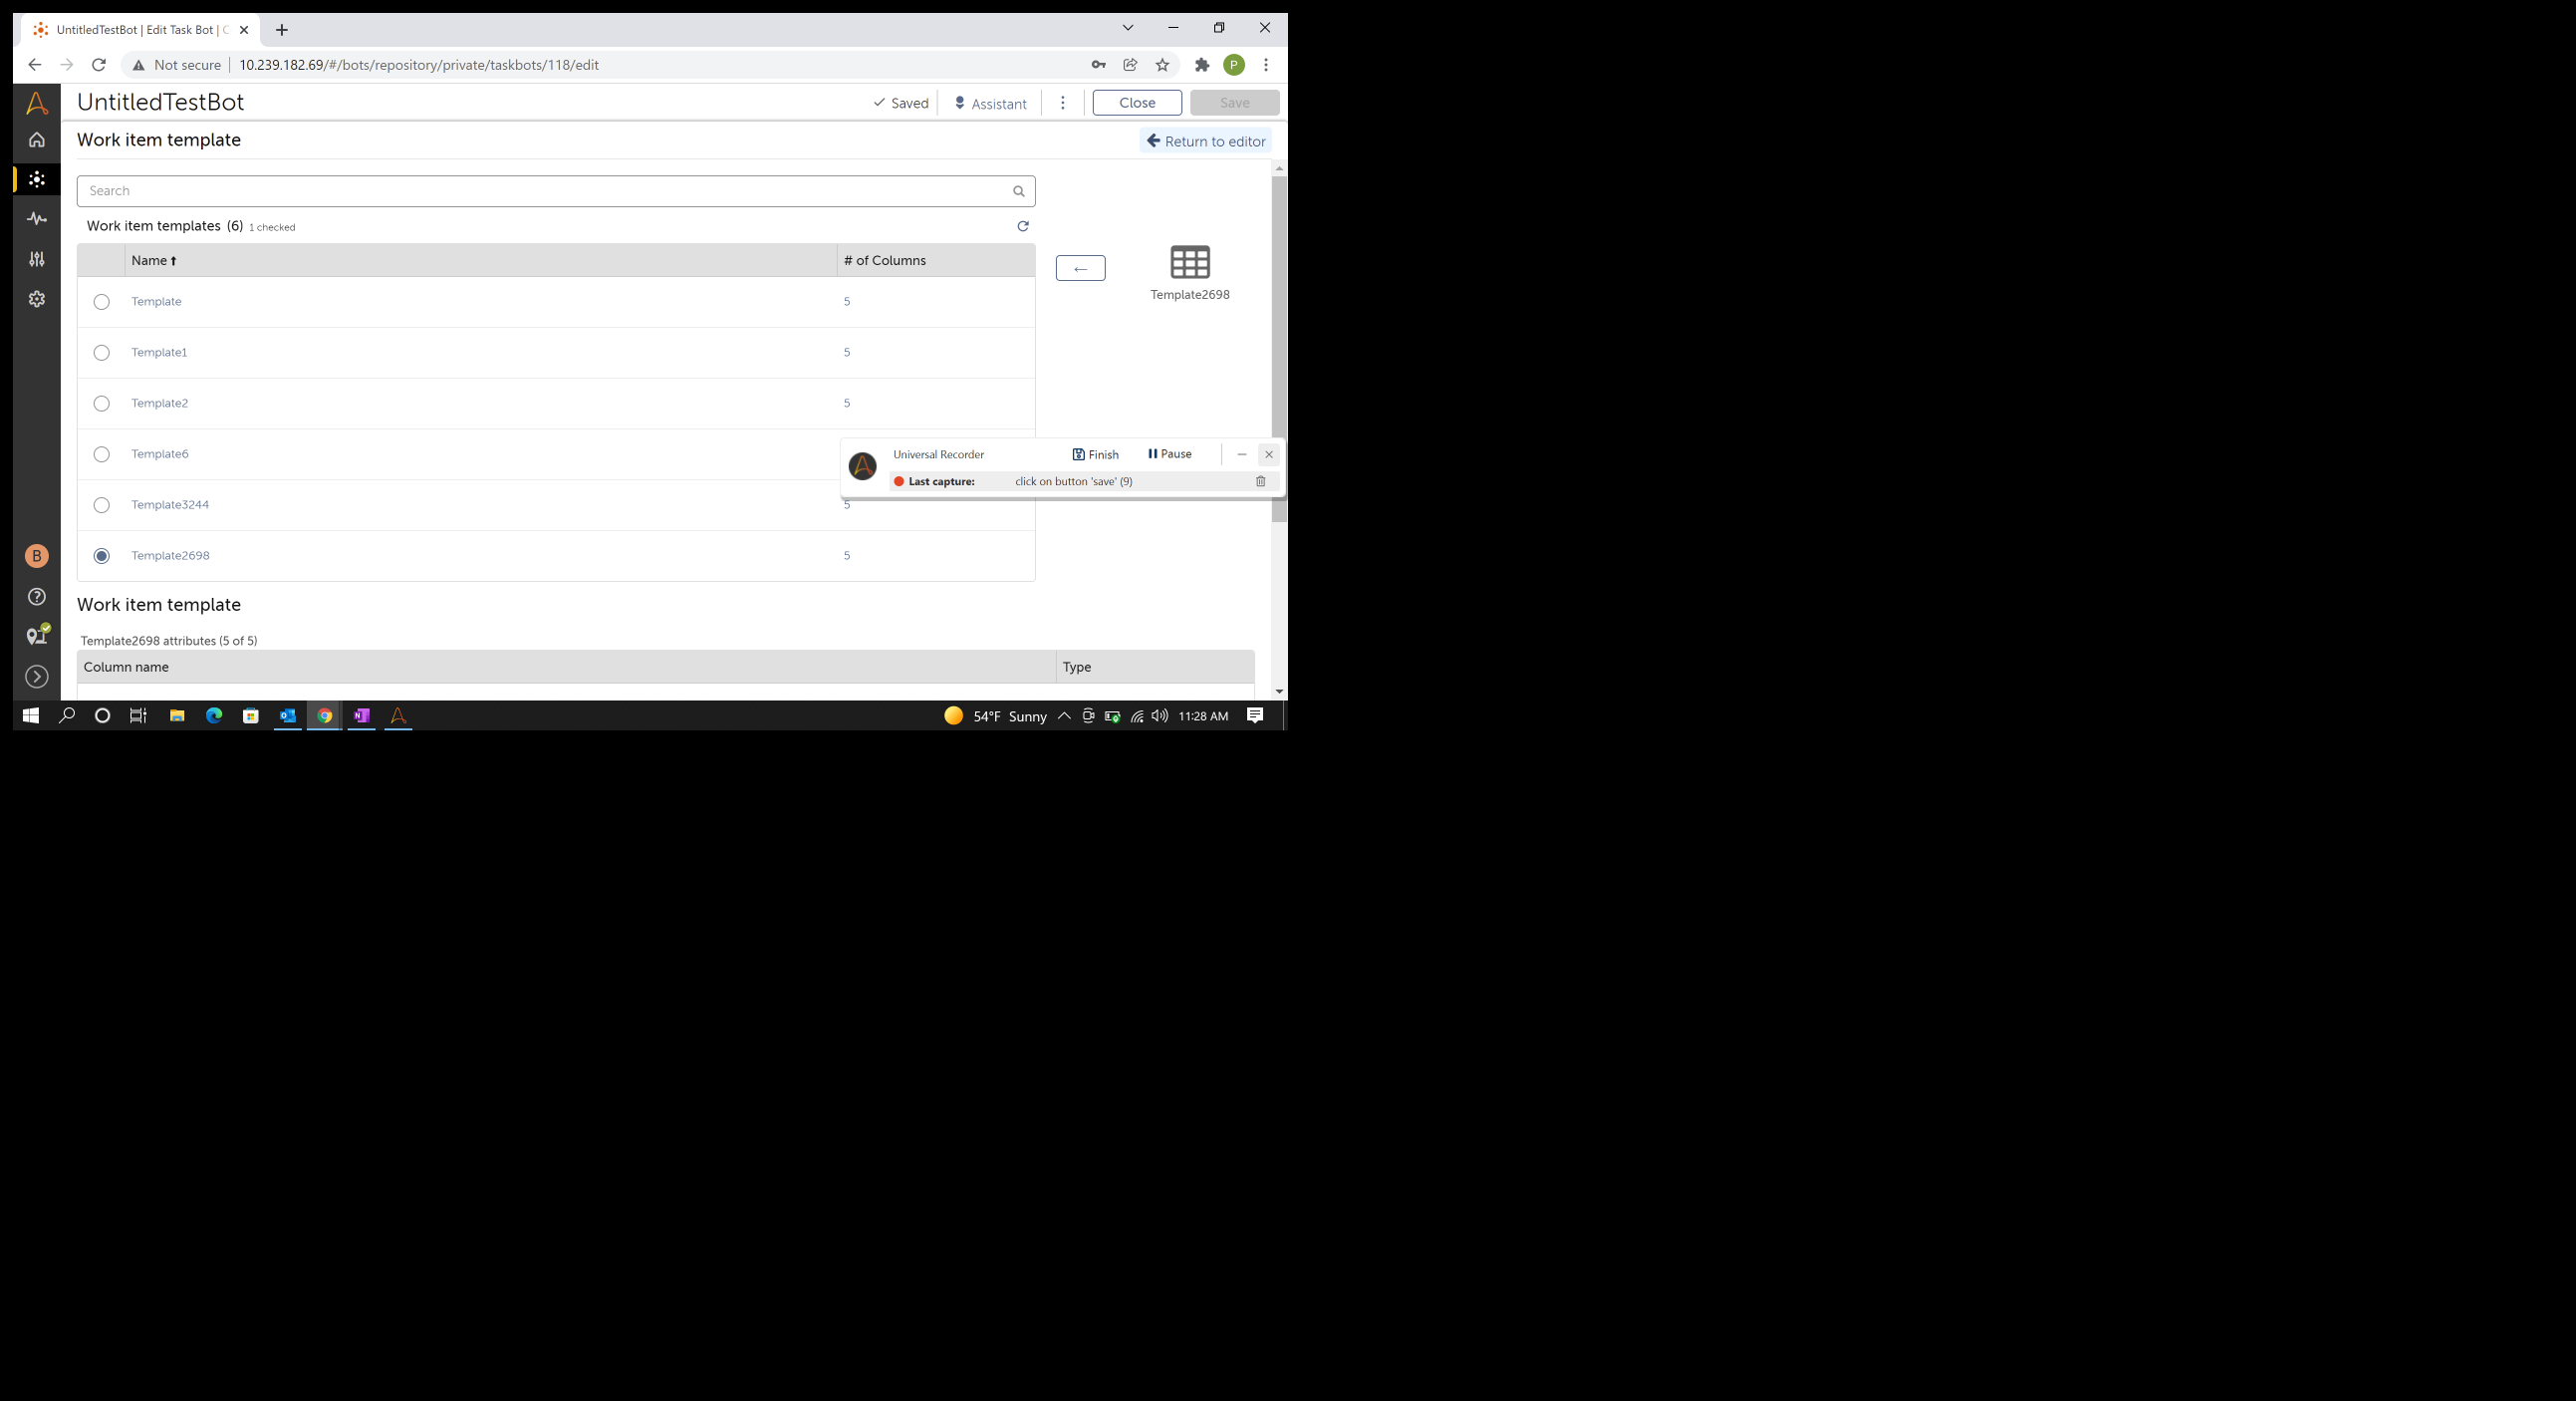 UntitledTestBot | Edit Task Bot | C
Not secure
10.239.182.69/#/bots/repository/private/taskbots/118/edit
P
UntitledTestBot
Saved
Assistant
Close
Save
Work item template
Return to editor
Search
Work item templates (6) 1 checked
Name
# of Columns
Template
5
Template1
5
Template2
5
Template6
Template3244
5
Template2698
5
Template2698
Universal Recorder
Finish
Pause
Last capture:
click on button 'save' (9)
B
Work item template
Template2698 attributes (5 of 5)
Column name
Type
54°F Sunny
11:28 AM